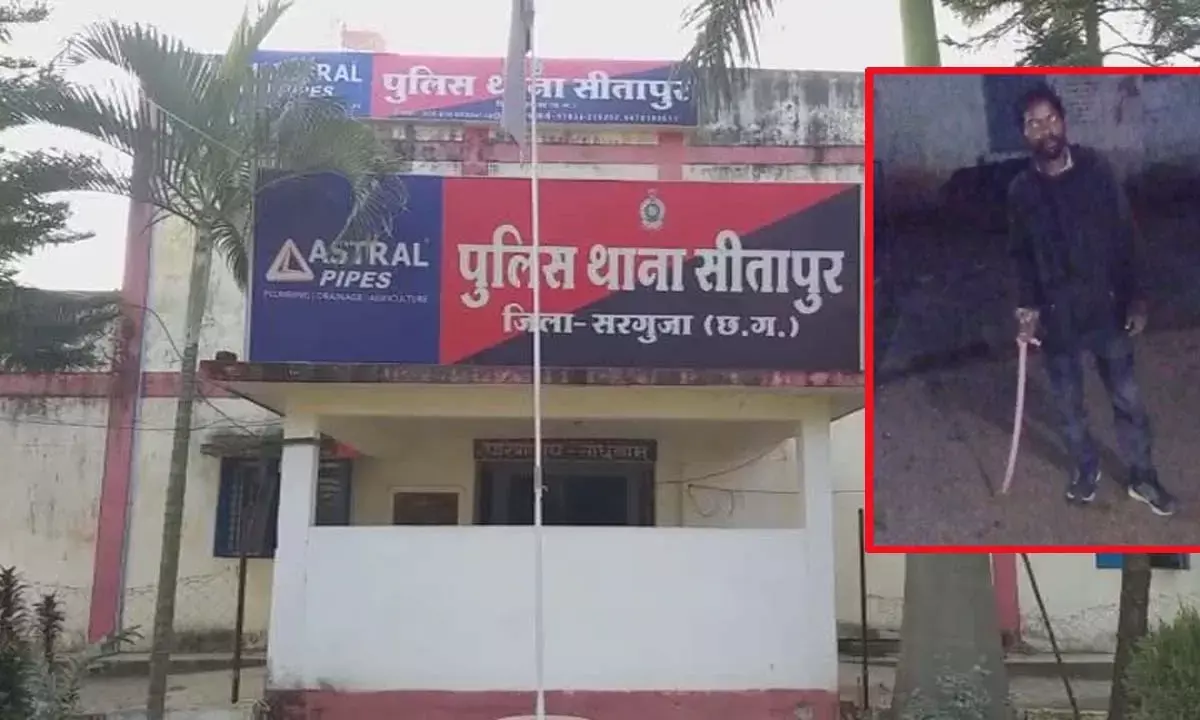 ASTRAL
PIPES
पुलिस थाना सीतापुर
ASTRAL
PIPES
PLUMBING | DRAINAGE | AGRICULTURE
पुलिस थाना सीतापुर
जिला- सरगुजा (छ.ग.)